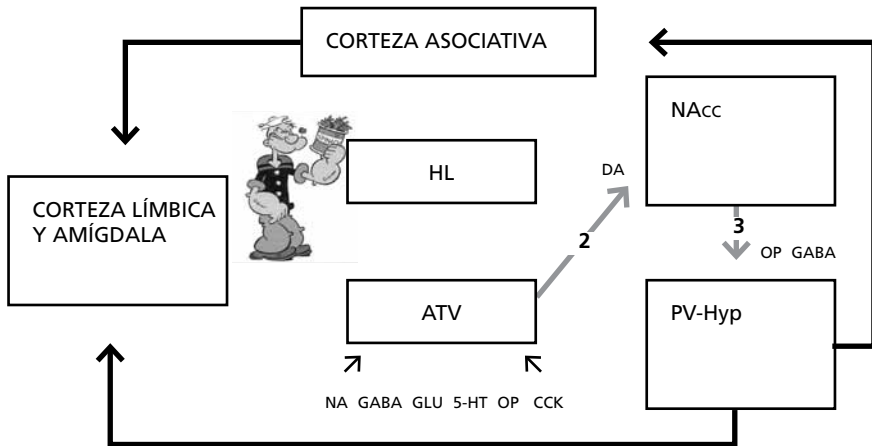 CORTEZA ASOCIATIVA
NAcc
HL
DA
CORTEZA LÍMBICA
Y AMÍGDALA
2
3
OP GABA
ATV
PV-Hyp
NA GABA GLU 5-HT OP CCK